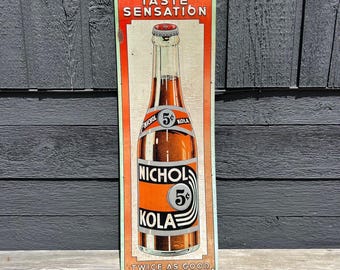 TASTE
SENSATION
NICHOL 5¢ KOLA
NICHOL
5¢
KOLA
TWICE AS GOOD